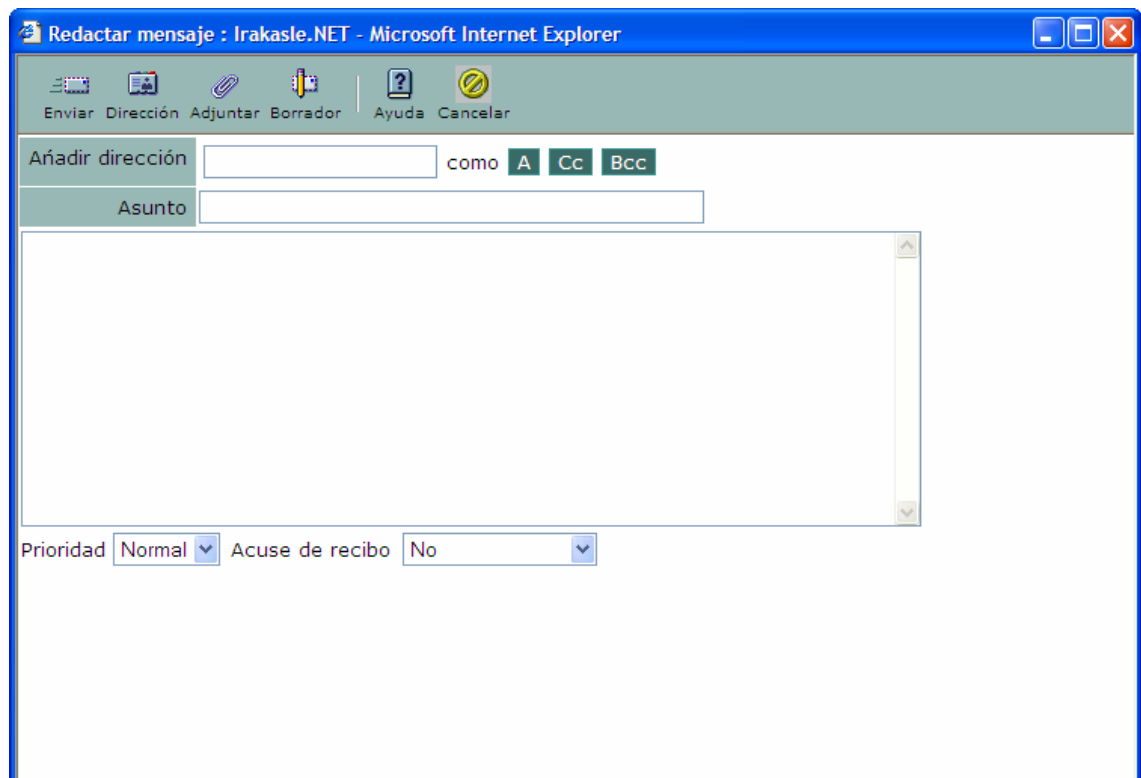 Redactar mensaje : Irakasle.NET - Microsoft Internet Explorer
Enviar Dirección Adjuntar Borrador Ayuda Cancelar
Ańadir dirección como A Cc Bcc
Asunto
Prioridad Normal Acuse de recibo No